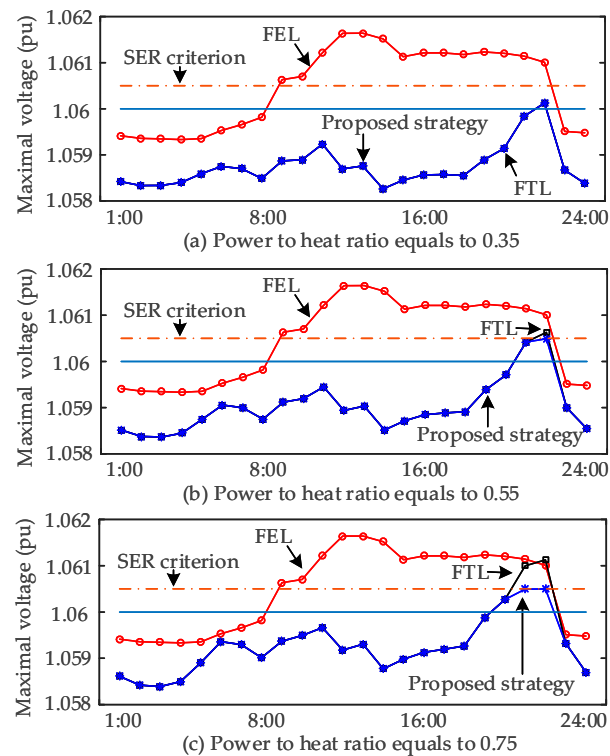 Maximal voltage (pu)
1.062
1.061
1.06
1.059
1.058
FEL
SER criterion
Proposed strategy
FTL
1:00
8:00
16:00
24:00
(a) Power to heat ratio equals to 0.35
Maximal voltage (pu)
1.062
1.061
1.06
1.059
1.058
FEL
SER criterion
FTL
Proposed strategy
1:00
8:00
16:00
24:00
(b) Power to heat ratio equals to 0.55
Maximal voltage (pu)
1.062
1.061
1.06
1.059
1.058
FEL
SER criterion
FTL
Proposed strategy
1:00
8:00
16:00
24:00
(c) Power to heat ratio equals to 0.75